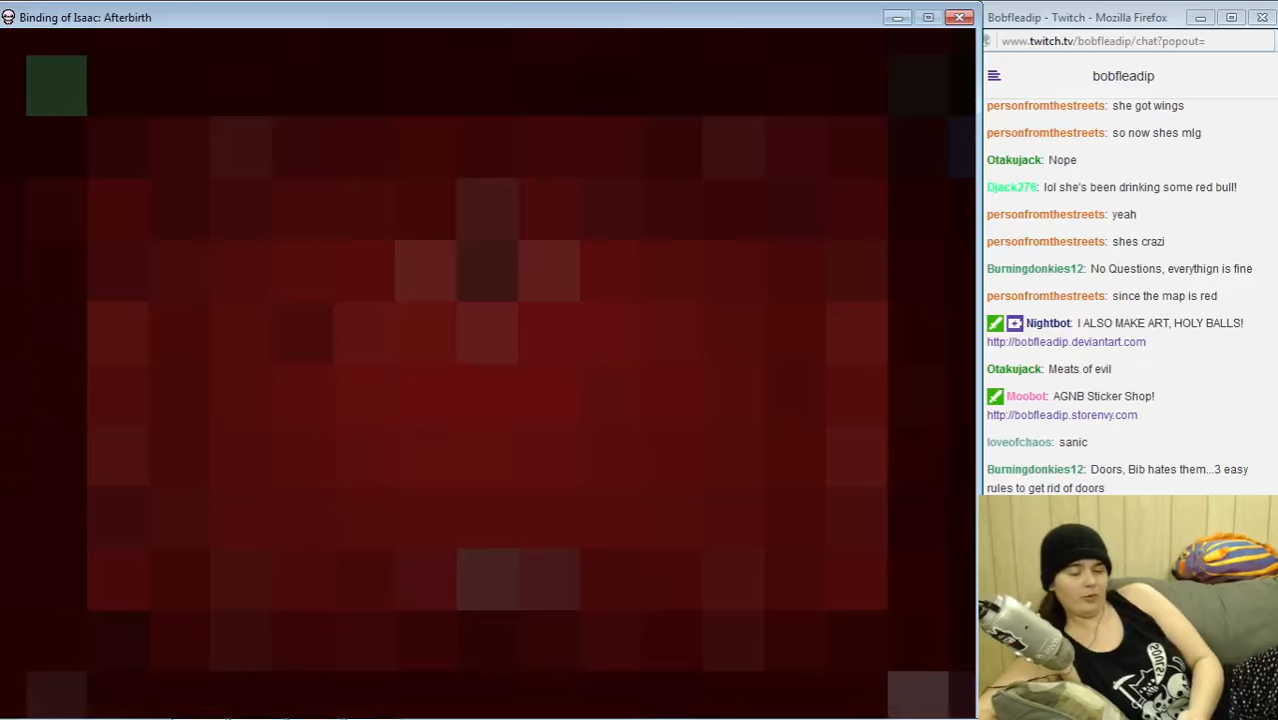 Binding of Isaac: Afterbirth
Bobfleadip - Twitch - Mozilla Firefox
www.twitch.tv/bobfleadip/chat?popout=
bobfleadip
personfromthestreets: she got wings
personfromthestreets: so now shes mlg
Otakujack: Nope
Djack276: lol she's been drinking some red bull!
personfromthestreets: yeah
personfromthestreets: shes crazi
Burningdonkies12: No Questions, everythign is fine
personfromthestreets: since the map is red
Nightbot: I ALSO MAKE ART, HOLY BALLS!
http://bobfleadip.deviantart.com
Otakujack: Meats of evil
Moobot: AGNB Sticker Shop!
http://bobfleadip.storenvy.com
loveofchaos: sanic
Burningdonkies12: Doors, Bib hates them...3 easy
rules to get rid of doors